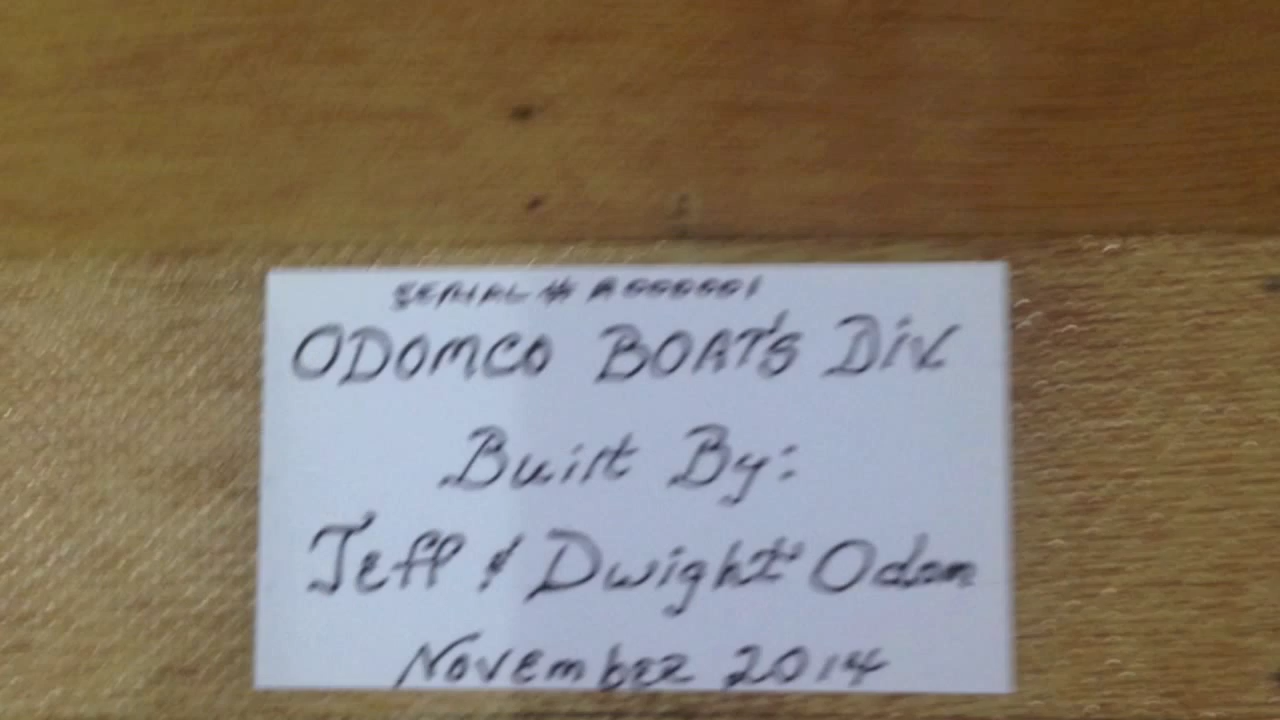 SERIAL # A000001
ODOMCO BOATS DIV
Built By:
Jeff & Dwight Odom
November 2014